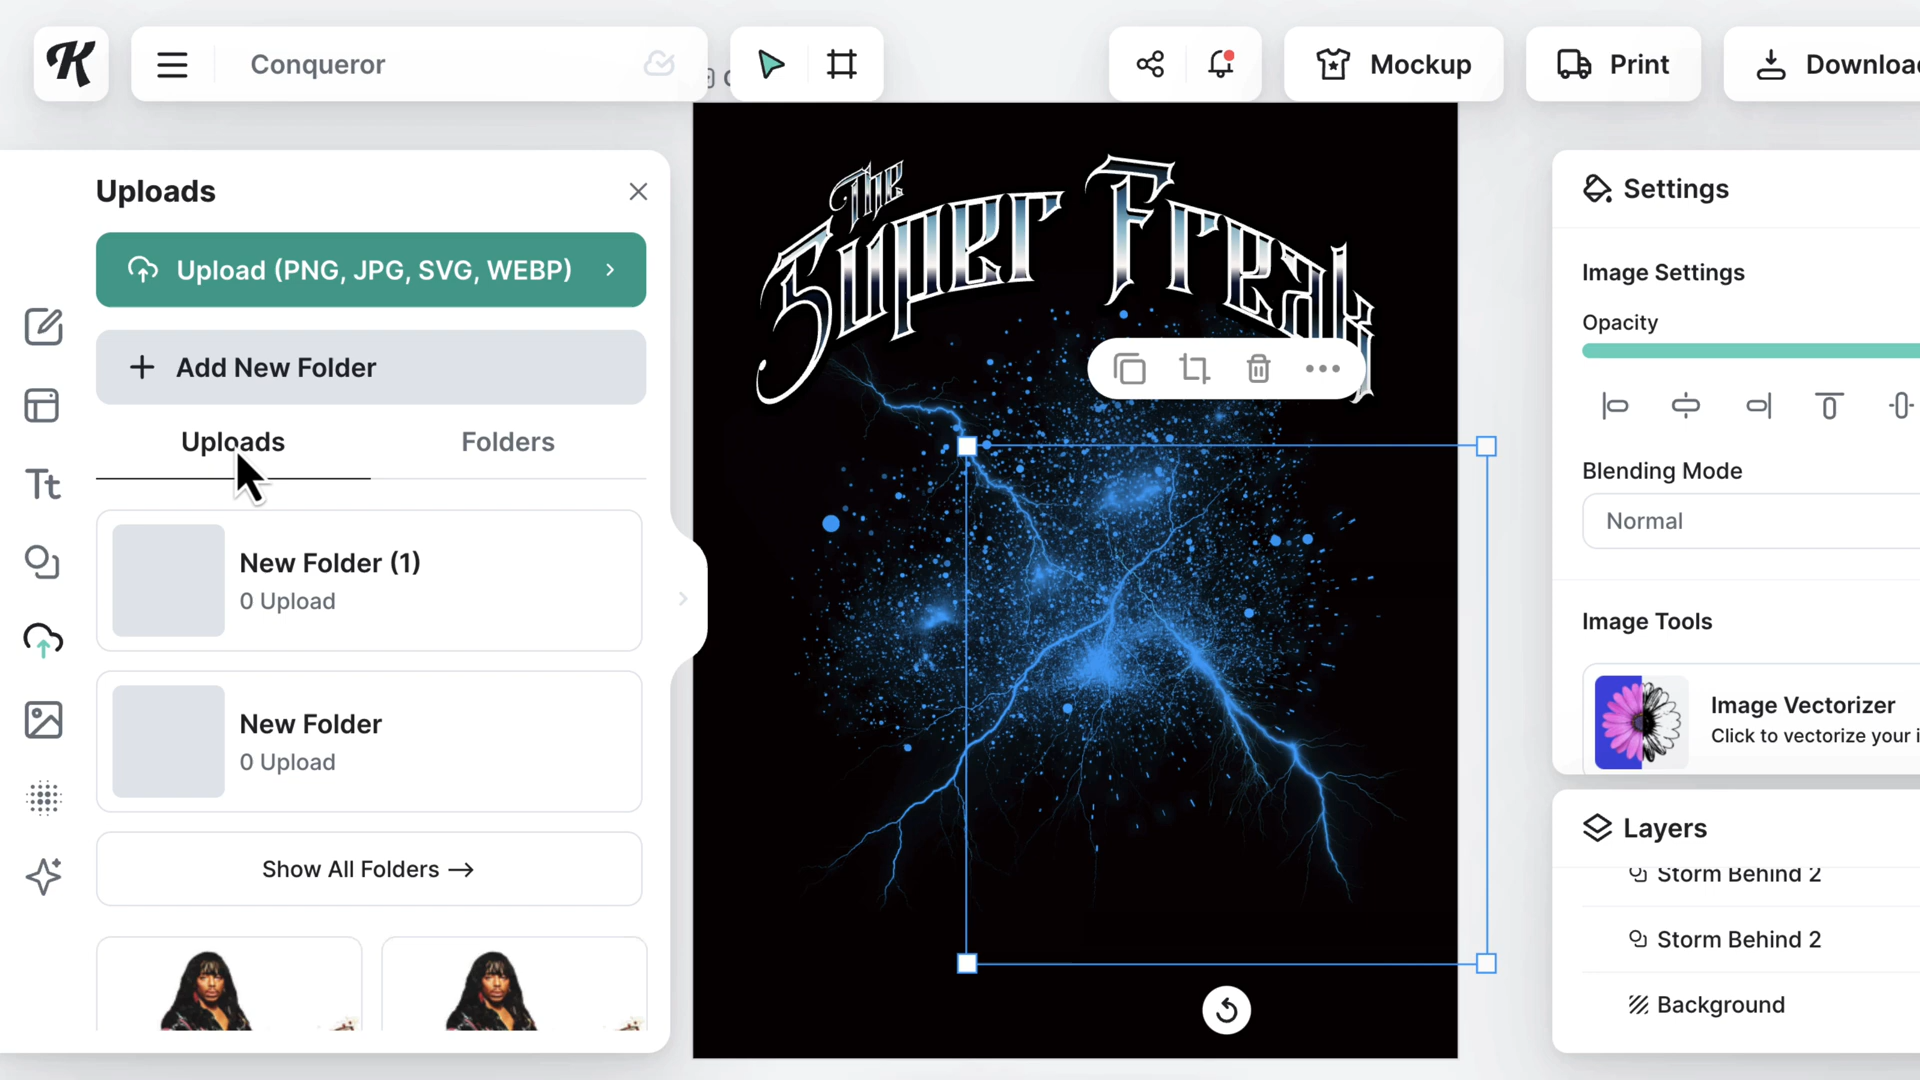 K
Conqueror
Mockup
Print
Downloa
Uploads
Upload (PNG, JPG, SVG, WEBP)
Add New Folder
Uploads
Folders
New Folder (1)
0 Upload
New Folder
0 Upload
Show All Folders →
Tt
The
Super Freak
Settings
Image Settings
Opacity
Blending Mode
Normal
Image Tools
Image Vectorizer
Click to vectorize your i
Layers
Storm Behind 2
Storm Behind 2
Background